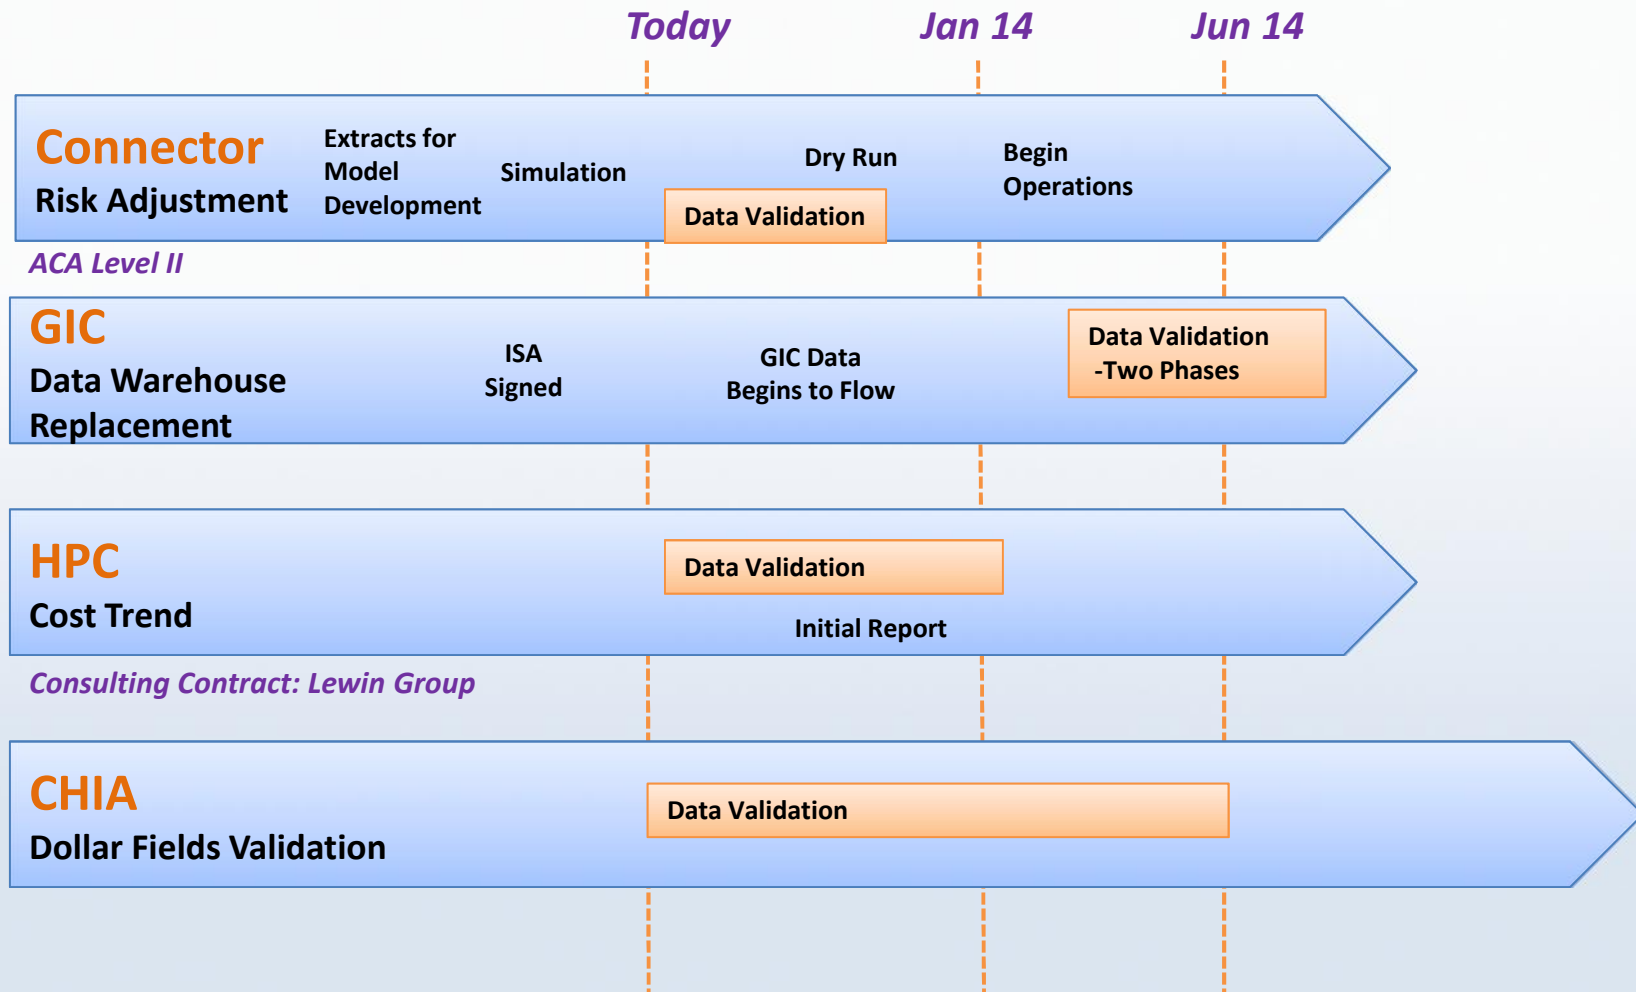 Today
Jan 14
Jun 14
Connector
Risk Adjustment
Extracts for
Model
Development
Simulation
Data Validation
Dry Run
Begin
Operations
ACA Level II
GIC
Data Warehouse
Replacement
ISA
Signed
GIC Data
Begins to Flow
Data Validation
-Two Phases
HPC
Cost Trend
Data Validation
Initial Report
Consulting Contract: Lewin Group
CHIA
Dollar Fields Validation
Data Validation